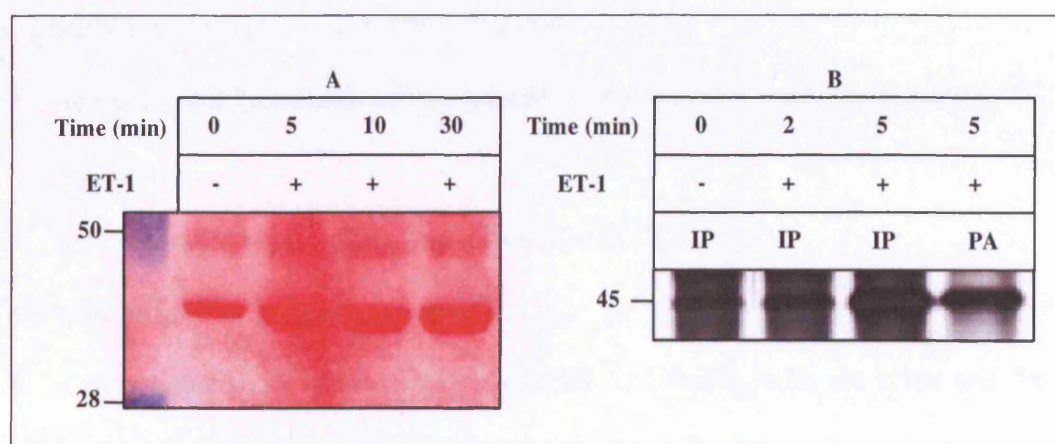 A
Time (min) 0 5 10 30
ET-1 - + + +
50
28
B
Time (min) 0 2 5 5
ET-1 - + + +
IP IP IP PA
45